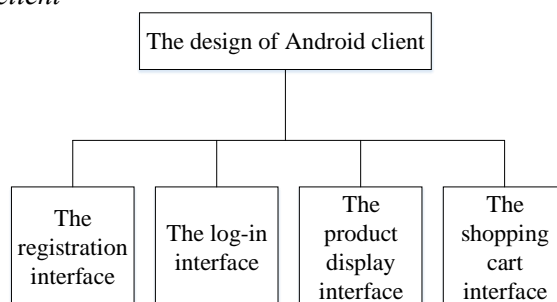 client
The design of Android client
The
registration
interface
The log-in
interface
The
product
display
interface
The
shopping
cart
interface